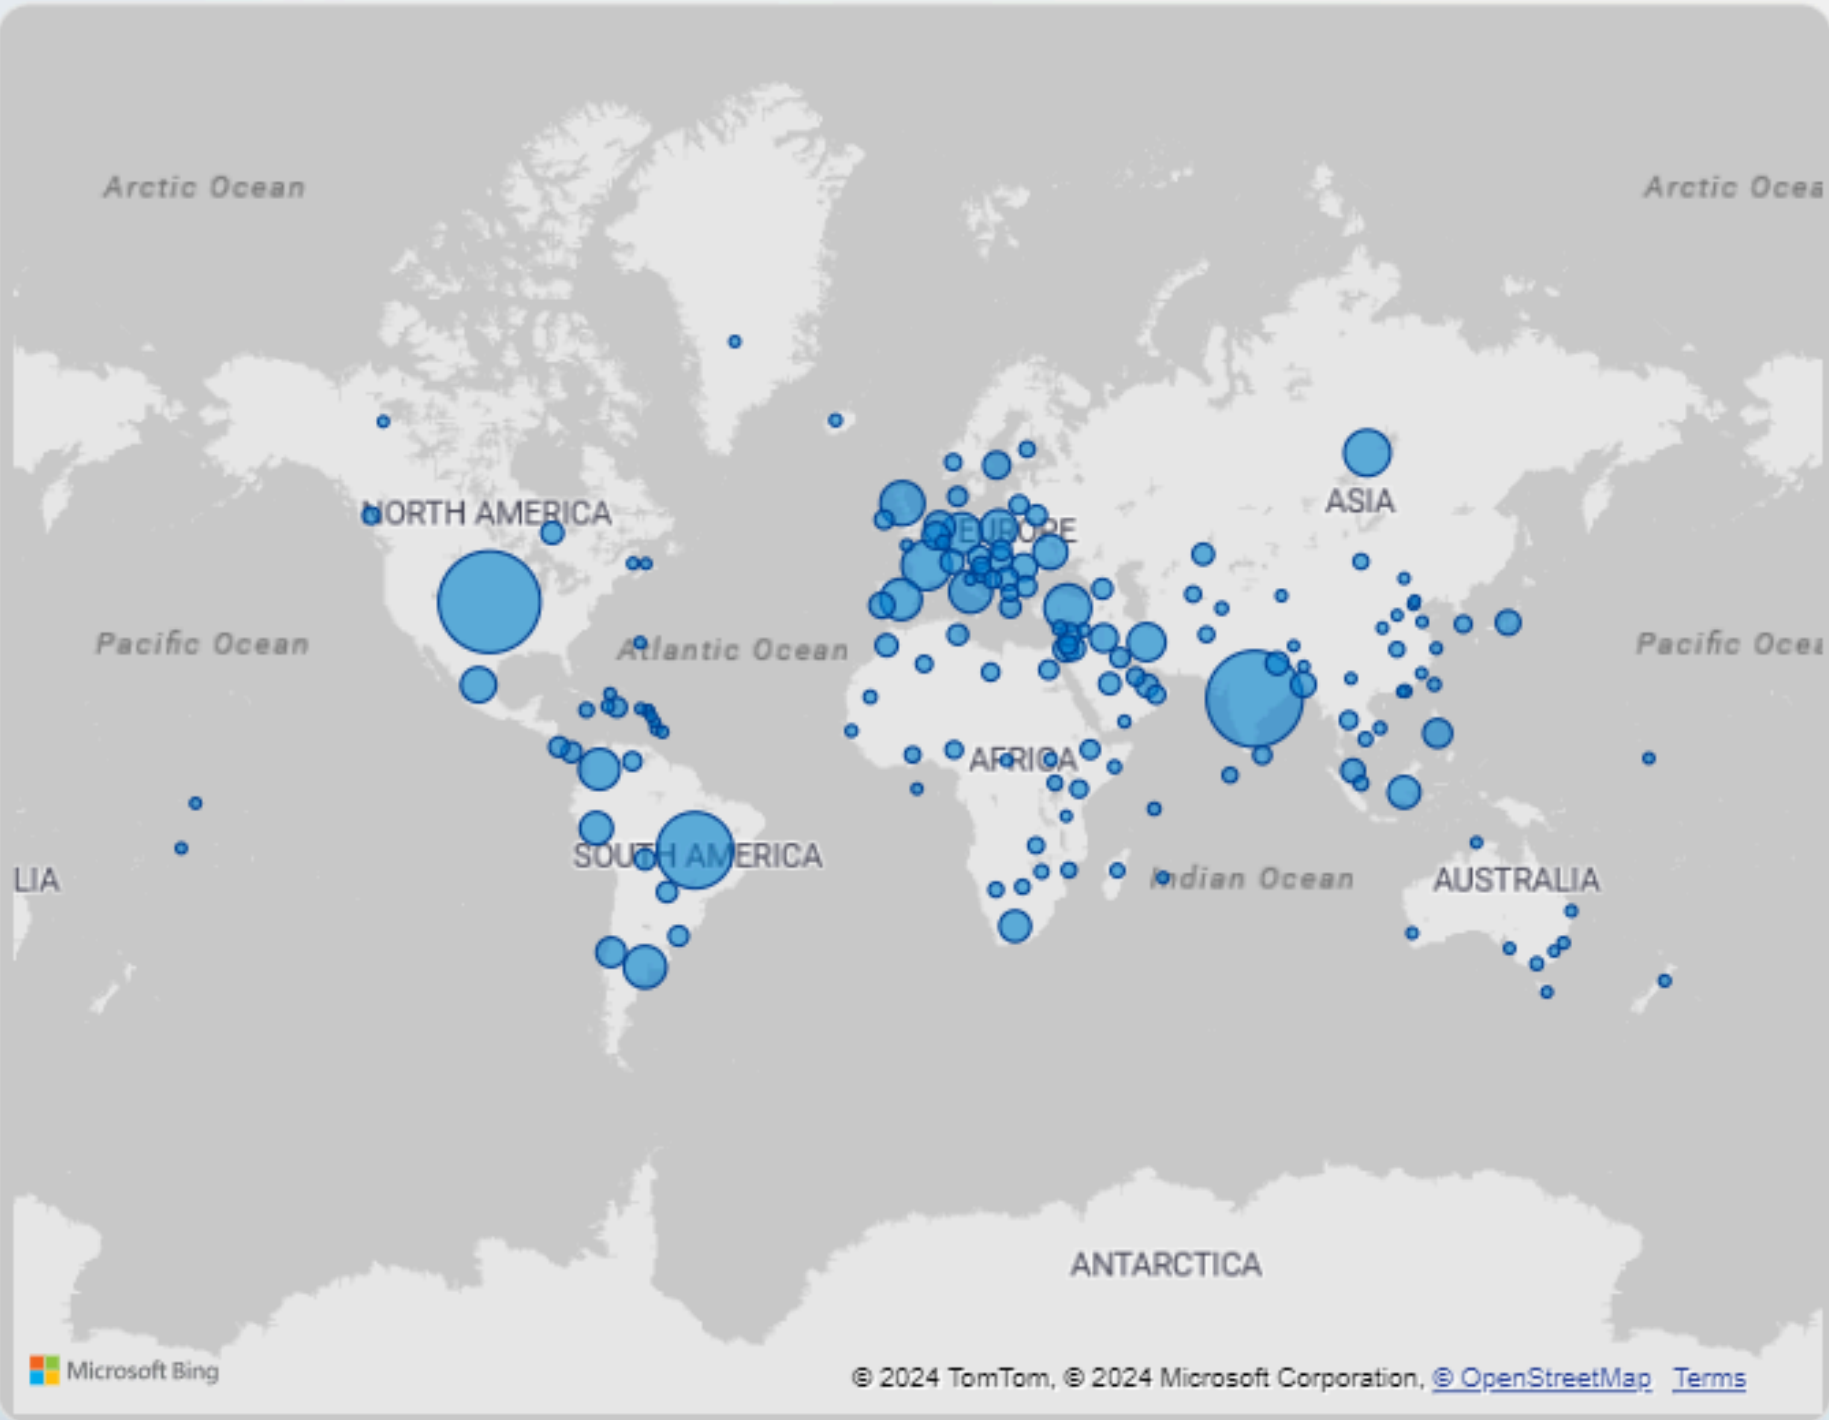 Arctic Ocean
Arctic Ocea
NORTH AMERICA
ASIA
EUROPE
Pacific Ocean
Atlantic Ocean
Pacific Ocea
AFRICA
SOUTH AMERICA
LIA
Indian Ocean
AUSTRALIA
ANTARCTICA
Microsoft Bing
© 2024 TomTom, © 2024 Microsoft Corporation, © OpenStreetMap Terms